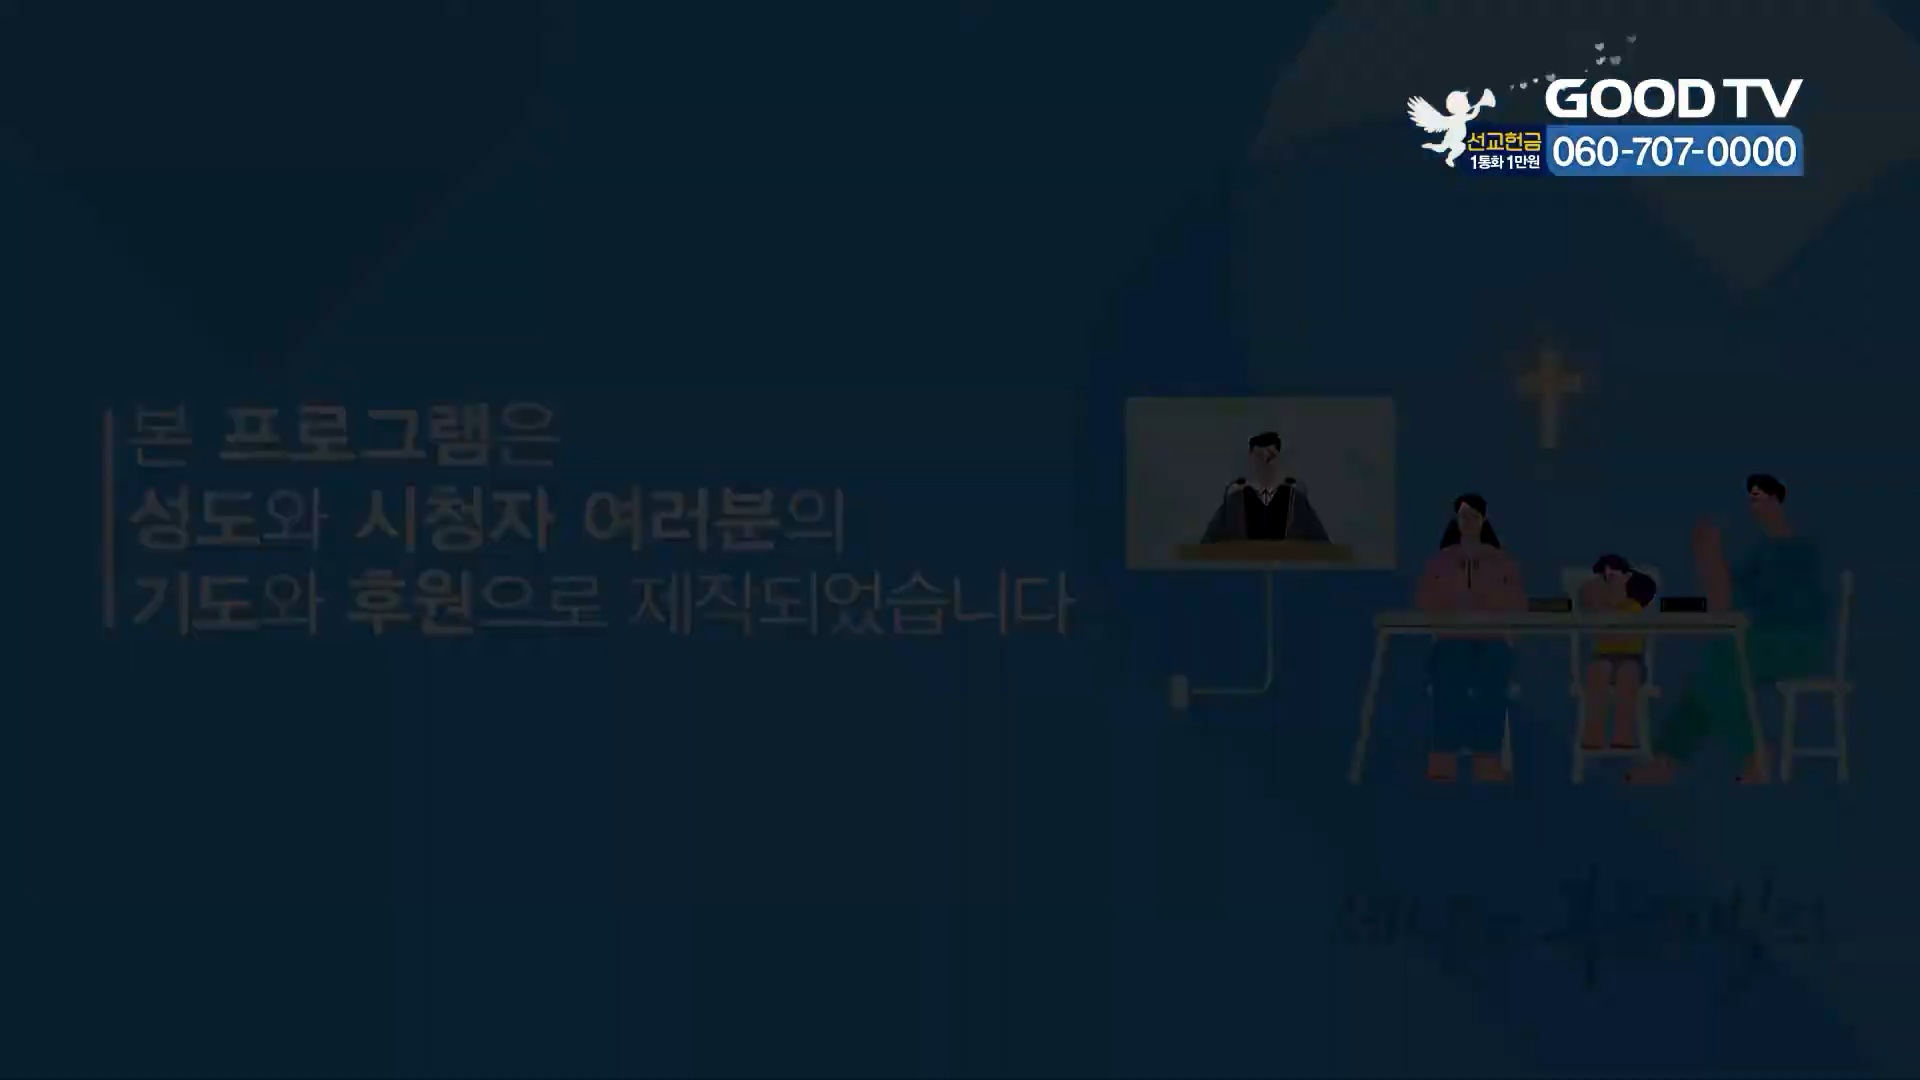 GOOD TV
선교헌금
1통화 1만원
060-707-0000
본 프로그램은
성도와 시청자 여러분의
기도와 후원으로 제작되었습니다